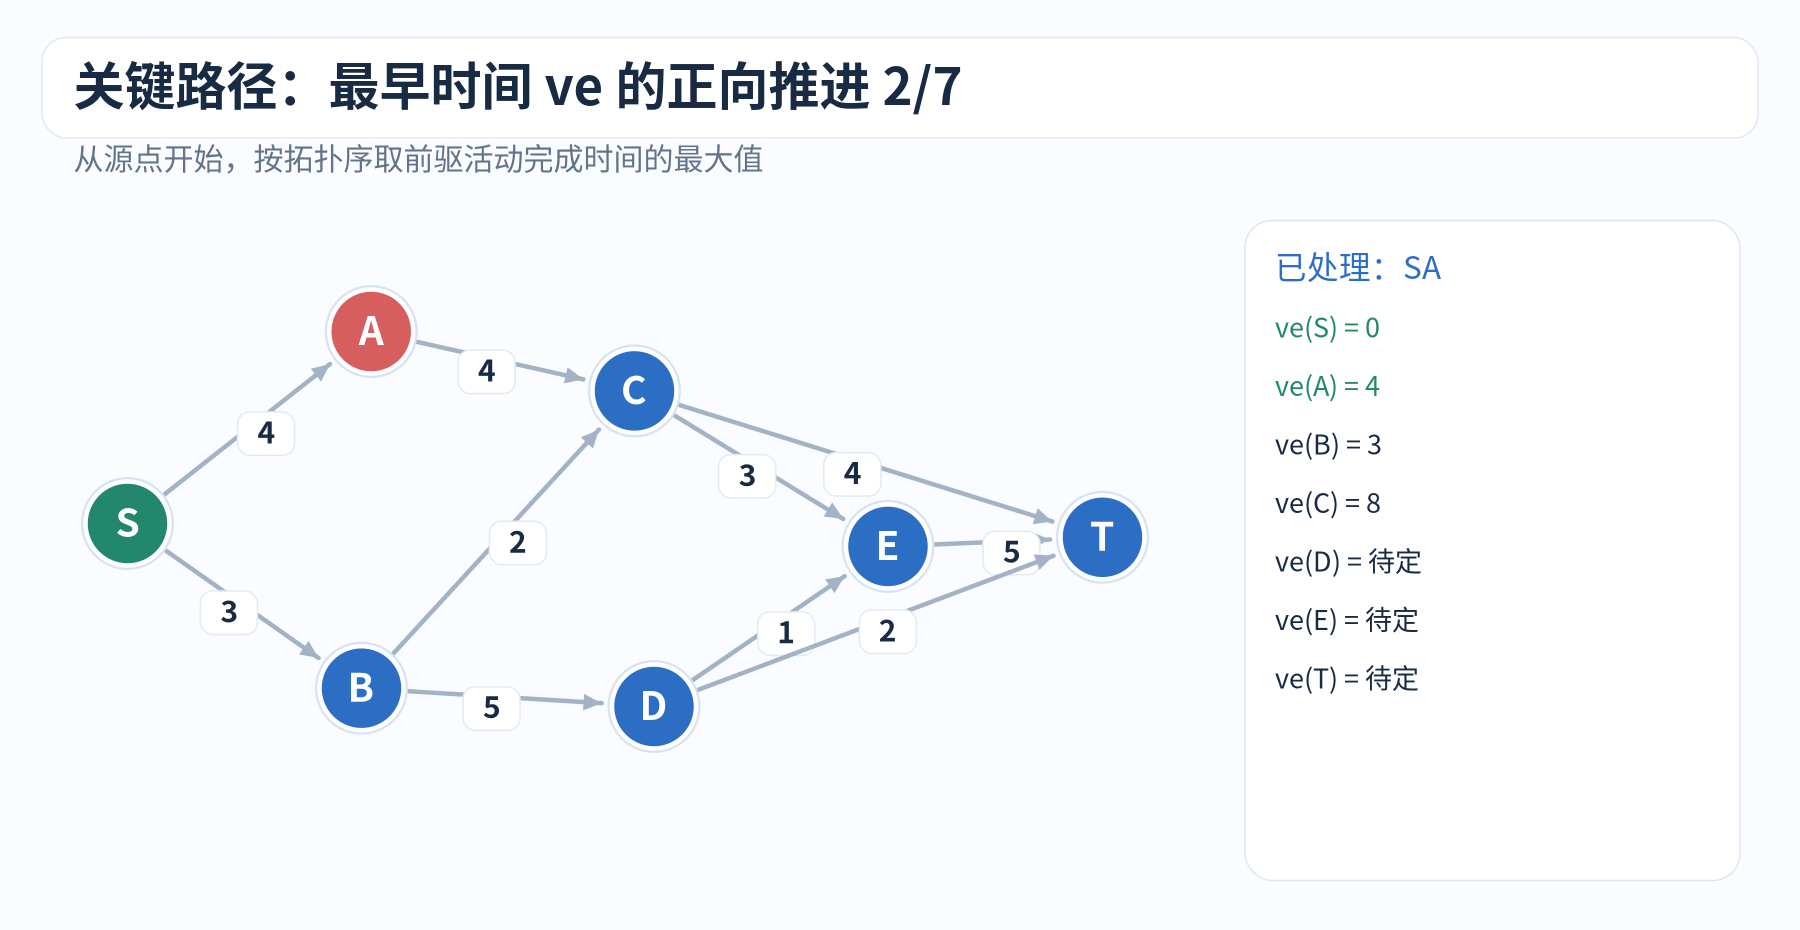 关键路径：最早时间 ve 的正向推进 2/7
从源点开始，按拓扑序取前驱活动完成时间的最大值
已处理：SA
ve(S) = 0
ve(A) = 4
ve(B) = 3
ve(C) = 8
ve(D) = 待定
ve(E) = 待定
ve(T) = 待定
A
4
C
4
3
4
S
2
E
5
T
3
1
2
B
5
D